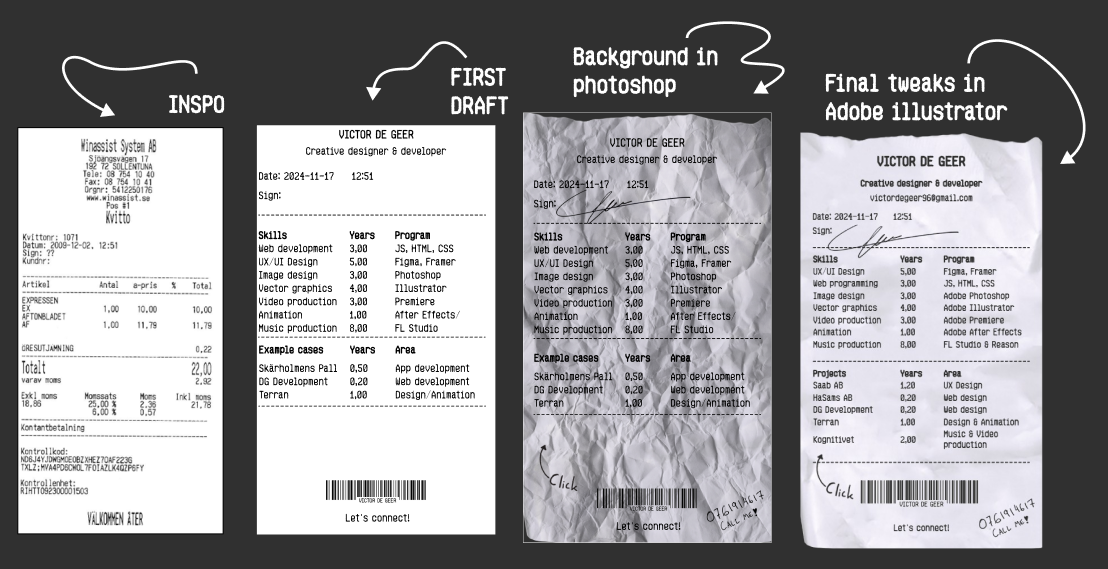 INSPO
Winassist System AB
Sjöängsvägen 17
192 72 SOLLENTUNA
Tele: 08 754 10 40
Fax: 08 754 10 41
Orgnr: 5412250176
www.winassist.se
Pos #1
Kvitto
Kvittonr: 1071
Datum: 2009-12-02, 12:51
Sign: ??
Kundnr:
Artikel Antal a-pris % Total
EXPRESSEN
EX 1,00 10,00 10,00
AFTONBLADET
AF 1,00 11,79 11,79
ÖRESUTJÄMNING 0,22
Totalt 22,00
varav moms 2,92
Exkl moms Momssats Moms Inkl moms
18,86 25,00 % 2,36 21,78
6,00 % 0,57
Kontantbetalning
Kontrollkod:
Kontrollenhet:
RIHTT092300001503
VÄLKOMMEN ÅTER
FIRST
DRAFT
VICTOR DE GEER
Creative designer & developer
Date: 2024-11-17 12:51
Sign:
Skills Years Program
Web development 3,00 JS, HTML, CSS
UX/UI Design 5,00 Figma, Framer
Image design 3,00 Photoshop
Vector graphics 4,00 Illustrator
Video production 3,00 Premiere
Animation 1,00 After Effects/
Music production 8,00 FL Studio
Example cases Years Area
Skärholmens Pall 0,50 App development
DG Development 0,20 Web development
Terran 1,00 Design/Animation
VICTOR DE GEER
Let's connect!
Background in
photoshop
VICTOR DE GEER
Creative designer & developer
Date: 2024-11-17 12:51
Sign:
Skills Years Program
Web development 3,00 JS, HTML, CSS
UX/UI Design 5,00 Figma, Framer
Image design 3,00 Photoshop
Vector graphics 4,00 Illustrator
Video production 3,00 Premiere
Animation 1,00 After Effects/
Music production 8,00 FL Studio
Example cases Years Area
Skärholmens Pall 0,50 App development
DG Development 0,20 Web development
Terran 1,00 Design/Animation
Click
VICTOR DE GEER
0761914617
CALL ME!
Let's connect!
Final tweaks in
Adobe illustrator
VICTOR DE GEER
Creative designer & developer
victordegeer96@gmail.com
Date: 2024-11-17 12:51
Sign:
Skills Years Program
UX/UI Design 5,00 Figma, Framer
Web programming 3,00 JS, HTML, CSS
Image design 3,00 Adobe Photoshop
Vector graphics 4,00 Adobe Illustrator
Video production 3,00 Adobe Premiere
Animation 1,00 Adobe After Effects
Music production 8,00 FL Studio & Reason
Projects Years Area
Saab AB 1,20 UX Design
HaSams AB 0,20 Web design
DG Development 0,20 Web design
Terran 1,00 Design & Animation
Kognitivet 2,00 Music & Video
production
Click
VICTOR DE GEER
0761914617
CALL ME!
Let's connect!